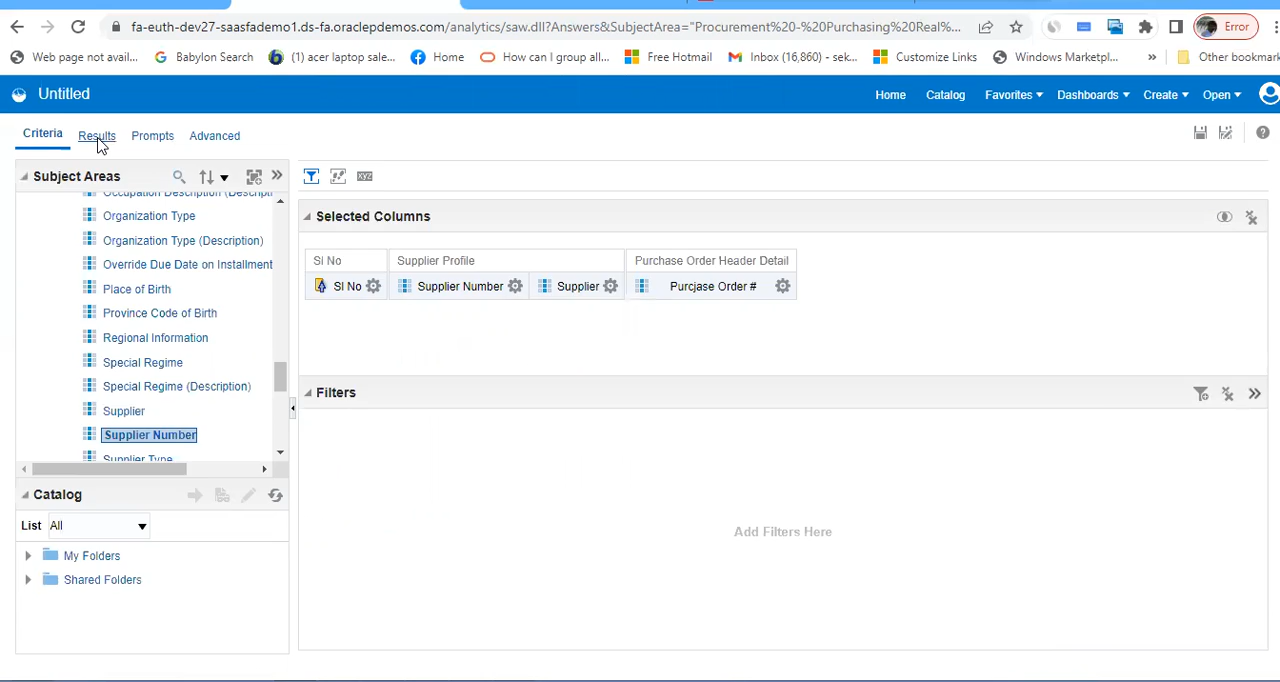 fa-euth-dev27-saasfademo1.ds-fa.oraclepdemos.com/analytics/saw.dll?Answers&SubjectArea="Procurement%20-%20Purchasing%20Real%...
Error
Web page not avail...
Babylon Search
(1) acer laptop sale...
Home
How can I group all...
Free Hotmail
Inbox (16,860) - sek...
Customize Links
Windows Marketpl...
»
Other bookmark
Untitled
Home
Catalog
Favorites
Dashboards
Create
Open
Criteria
Results
Prompts
Advanced
Subject Areas
Occupation Description (Descripti
Organization Type
Organization Type (Description)
Override Due Date on Installment
Place of Birth
Province Code of Birth
Regional Information
Special Regime
Special Regime (Description)
Supplier
Supplier Number
Supplier Type
Catalog
List All
My Folders
Shared Folders
XYZ
Selected Columns
Sl No
Supplier Profile
Purchase Order Header Detail
Sl No
Supplier Number
Supplier
Purcjase Order #
Filters
Add Filters Here